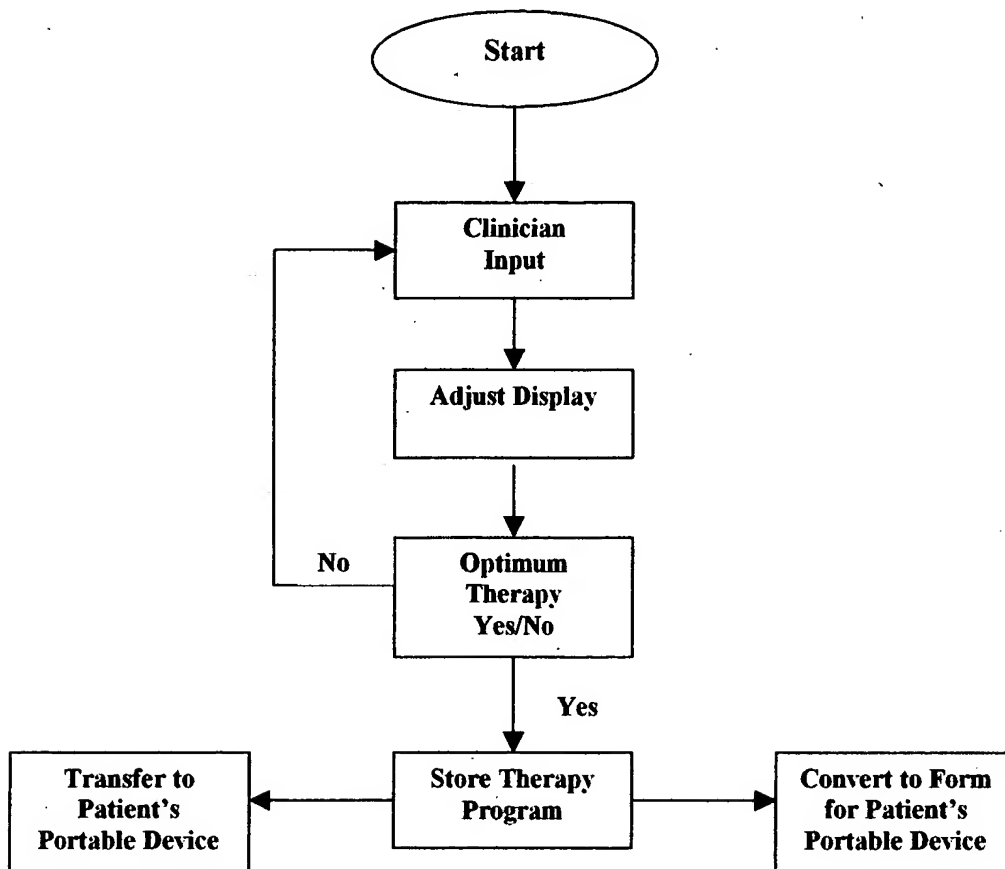 Start
Clinician
Input
Adjust Display
No
Optimum
Therapy
Yes/No
Yes
Transfer to
Patient's
Portable Device
Store Therapy
Program
Convert to Form
for Patient's
Portable Device